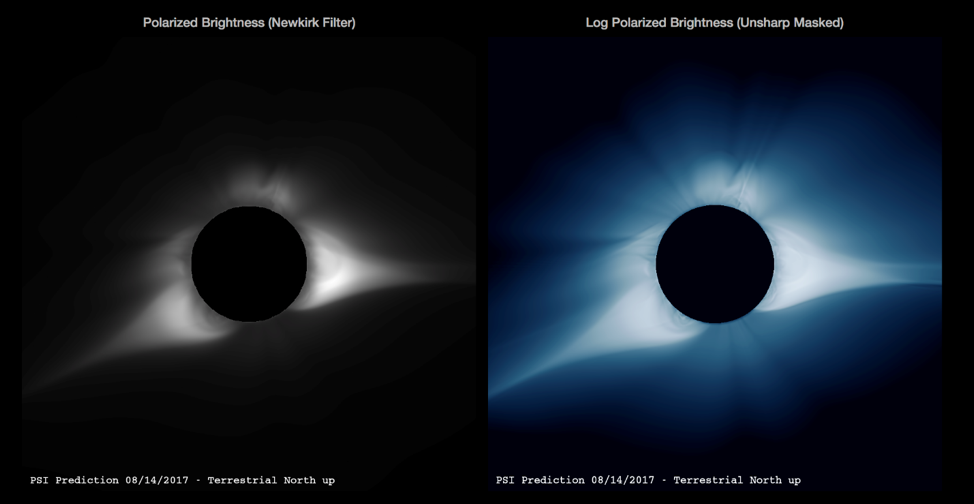 Polarized Brightness (Newkirk Filter)
Log Polarized Brightness (Unsharp Masked)
PSI Prediction 08/14/2017 - Terrestrial North up
PSI Prediction 08/14/2017 - Terrestrial North up